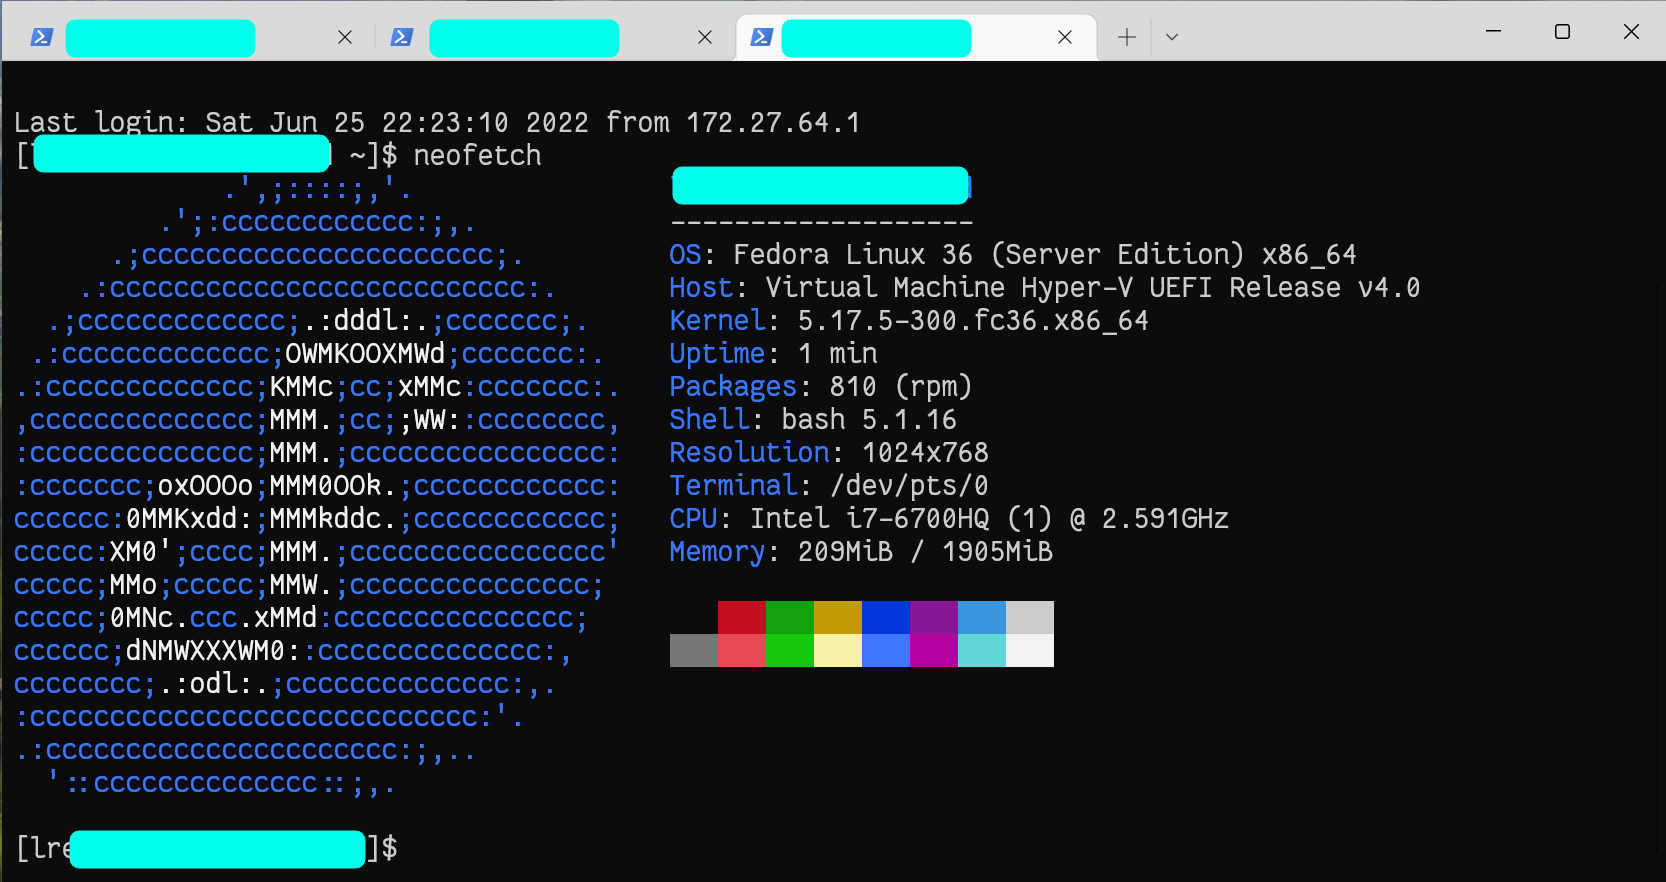 Last login: Sat Jun 25 22:23:10 2022 from 172.27.64.1
[ ~]$ neofetch
.',;::::;,'.
.';:cccccccccccc:;,.
-------------------
.;cccccccccccccccccccccc;.
OS: Fedora Linux 36 (Server Edition) x86_64
.:cccccccccccccccccccccccccc:.
Host: Virtual Machine Hyper-V UEFI Release v4.0
.;ccccccccccccc;.:dddl:.;ccccccc;.
Kernel: 5.17.5-300.fc36.x86_64
.:ccccccccccccc;OWMKOOXMWd;ccccccc:.
Uptime: 1 min
.:ccccccccccccc;KMMc;cc;xMMc:ccccccc:.
Packages: 810 (rpm)
,cccccccccccccc;MMM.;cc;;WW::cccccccc,
Shell: bash 5.1.16
:cccccccccccccc;MMM.;cccccccccccccccc:
Resolution: 1024x768
:ccccccc;oxOOOo;MMM0OOk.;cccccccccccc:
Terminal: /dev/pts/0
cccccc:0MMKxdd:;MMMkddc.;cccccccccccc;
CPU: Intel i7-6700HQ (1) @ 2.591GHz
ccccc:XM0';cccc;MMM.;cccccccccccccccc'
Memory: 209MiB / 1905MiB
ccccc;MMo;ccccc;MMW.;ccccccccccccccc;
ccccc;0MNc.ccc.xMMd:ccccccccccccccc;
cccccc;dNMWXXXWM0::cccccccccccccc:,
cccccccc;.:odl:.;cccccccccccccc:,.
:cccccccccccccccccccccccccccc:'.
.:cccccccccccccccccccccc:;,..
'::cccccccccccccc::;,.
[lre ]$